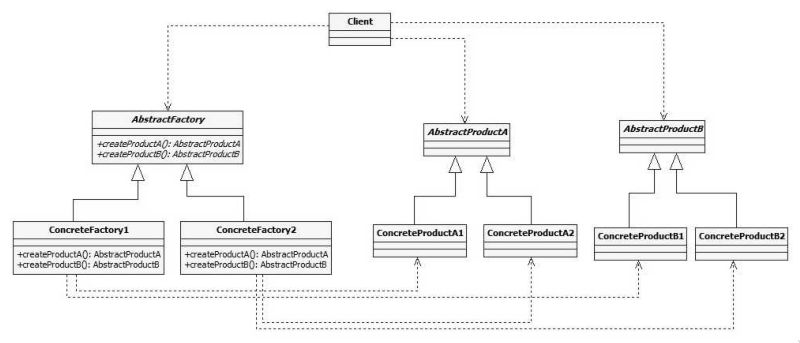 Client
AbstractFactory
+createProductA(): AbstractProductA
+createProductB(): AbstractProductB
AbstractProductA
AbstractProductB
ConcreteFactory1
+createProductA(): AbstractProductA
+createProductB(): AbstractProductB
ConcreteFactory2
+createProductA(): AbstractProductA
+createProductB(): AbstractProductB
ConcreteProductA1
ConcreteProductA2
ConcreteProductB1
ConcreteProductB2